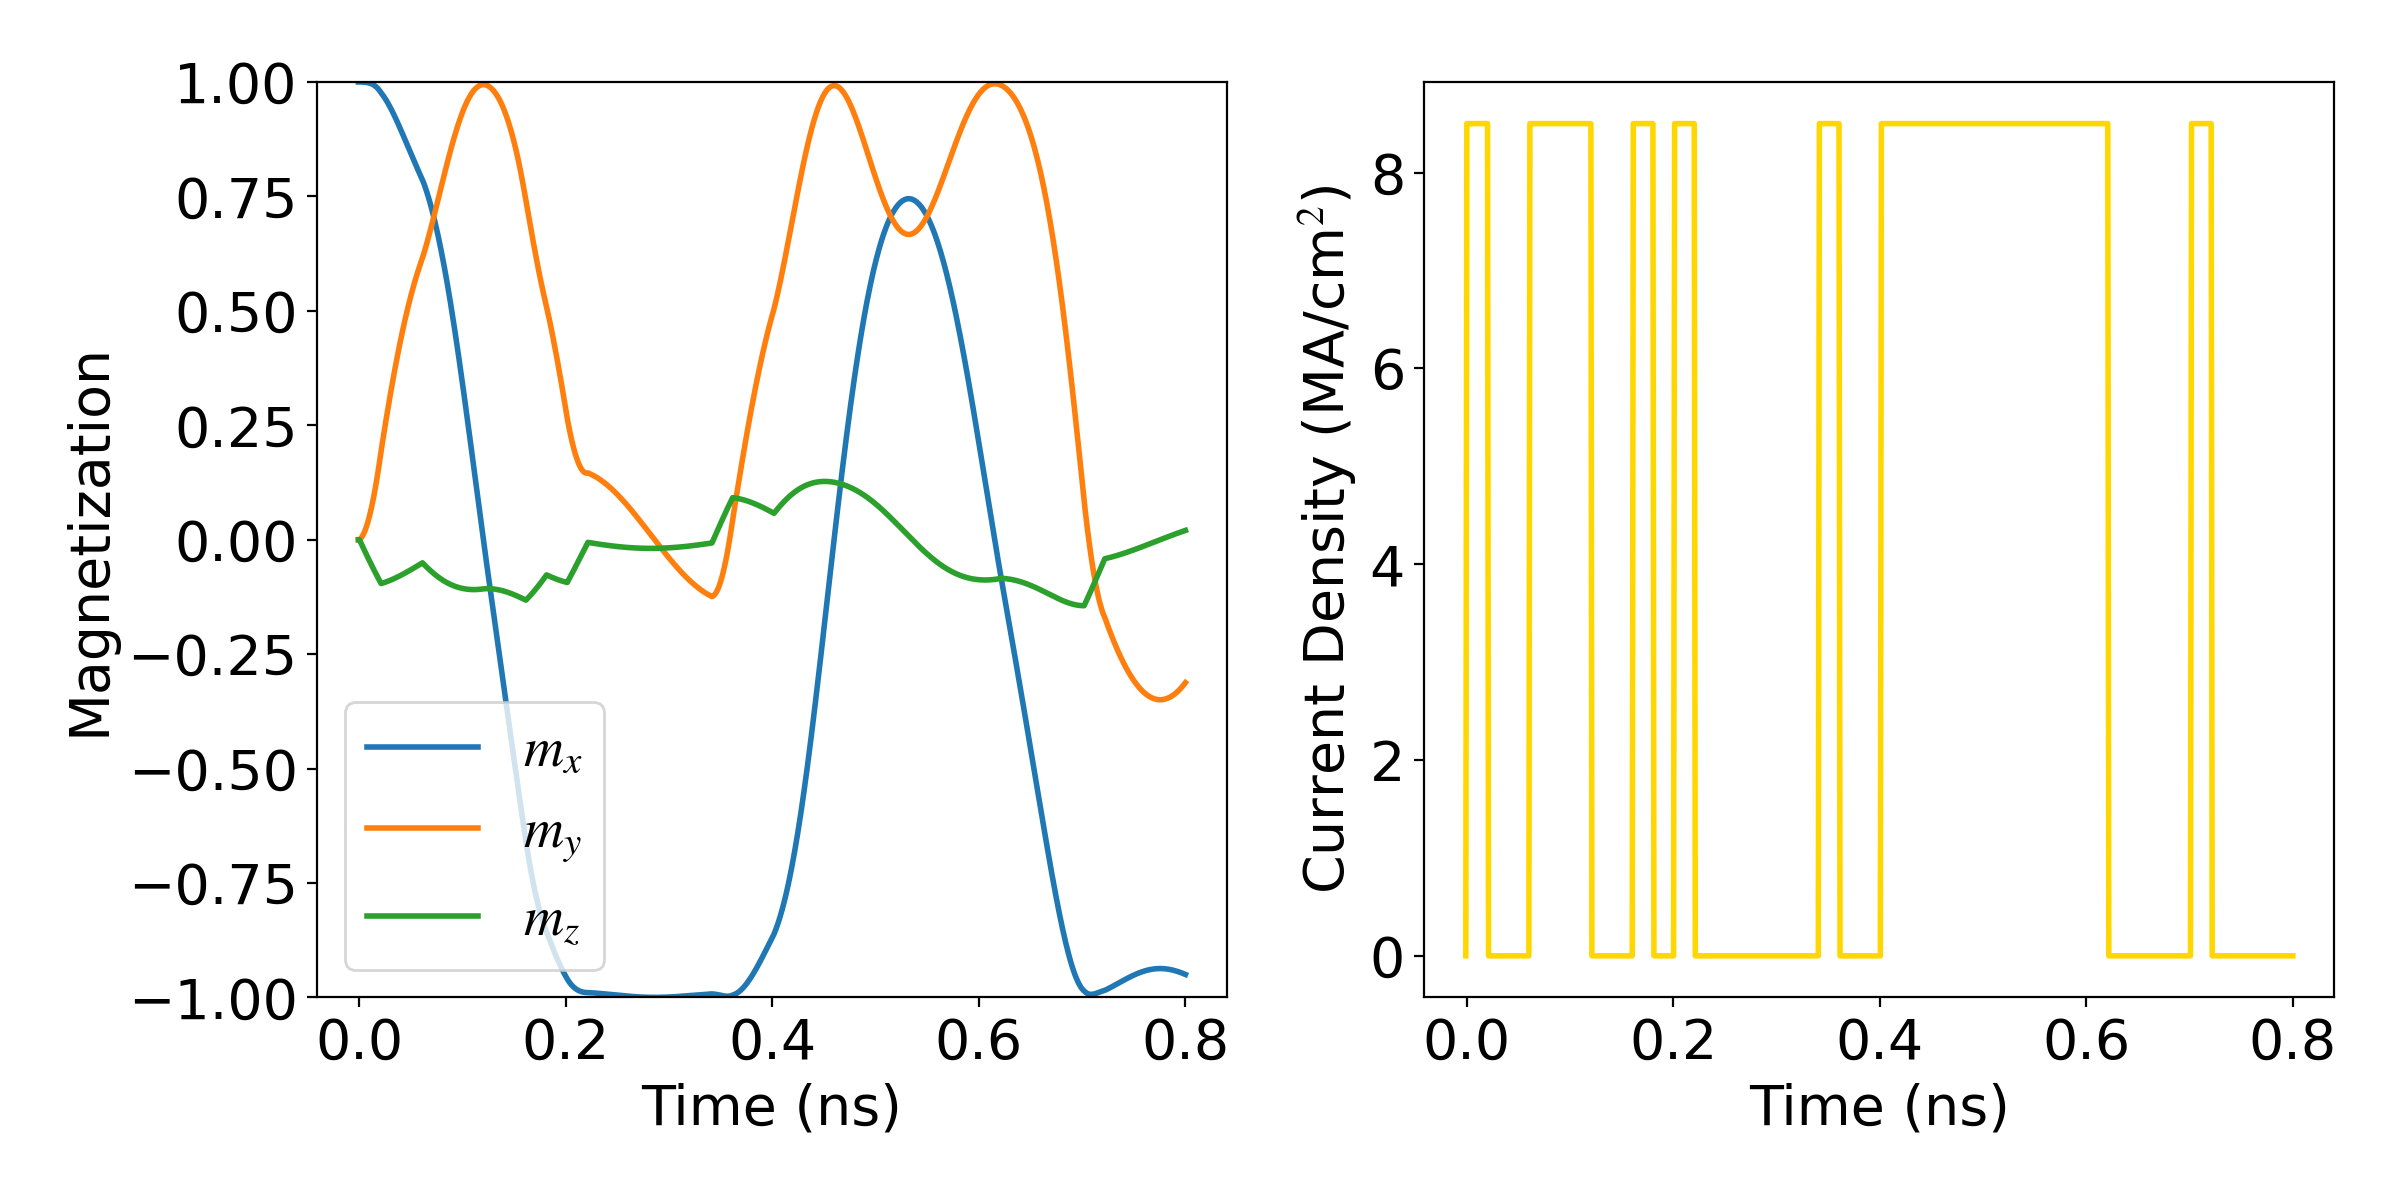 1.00
0.75
0.50
0.25
0.00
−0.25
−0.50
−0.75
−1.00
Magnetization
m_x
m_y
m_z
0.0 0.2 0.4 0.6 0.8
Time (ns)
8
6
4
2
0
Current Density (MA/cm²)
0.0 0.2 0.4 0.6 0.8
Time (ns)